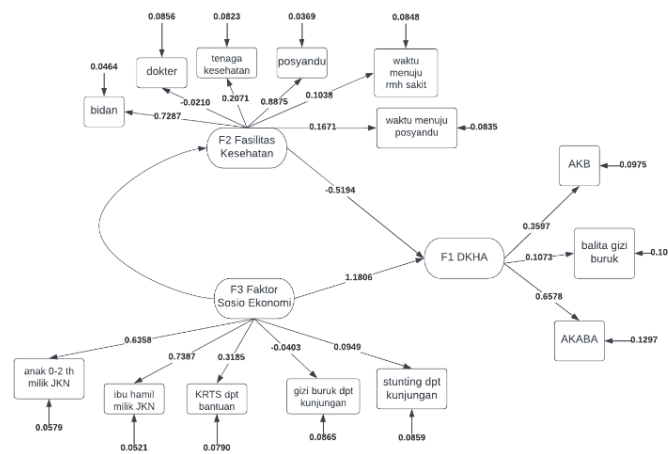 0.0856
0.0823
0.0369
0.0848
0.0464
dokter
tenaga
kesehatan
posyandu
waktu
menuju
rmh sakit
bidan
-0.0210
0.2071
0.8875
0.1038
0.7287
0.1671
waktu menuju
posyandu
0.0835
F2 Fasilitas
Kesehatan
AKB
0.0975
-0.5194
0.3597
F1 DKHA
0.1073
balita gizi
buruk
0.10
1.1806
0.6578
F3 Faktor
Sosio Ekonomi
AKABA
0.1297
0.6358
0.7387
0.3185
-0.0403
0.0949
anak 0-2 th
milik JKN
ibu hamil
milik JKN
KRTS dpt
bantuan
gizi buruk dpt
kunjungan
stunting dpt
kunjungan
0.0579
0.0521
0.0790
0.0865
0.0859